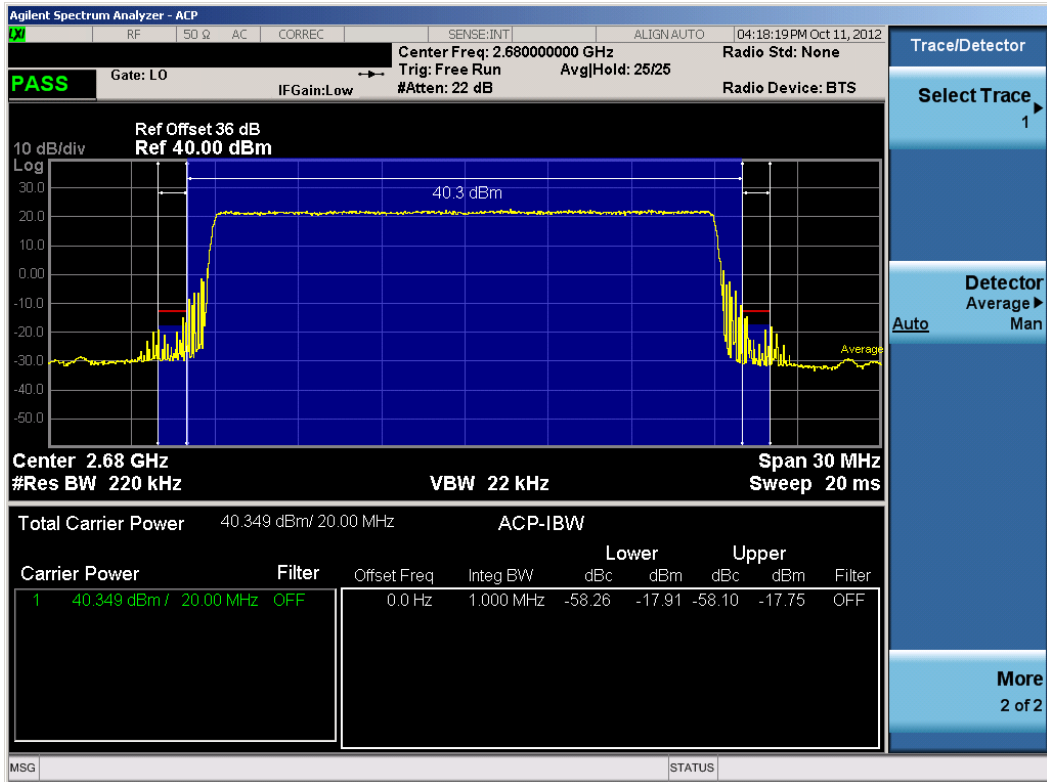 Agilent Spectrum Analyzer - ACP
LXI RF 50 Ω AC CORREC SENSE:INT ALIGN AUTO 04:18:19 PM Oct 11, 2012
Center Freq: 2.680000000 GHz Radio Std: None
Trig: Free Run Avg|Hold: 25/25
PASS Gate: LO
IFGain:Low #Atten: 22 dB Radio Device: BTS
Ref Offset 36 dB
10 dB/div Ref 40.00 dBm
Log
30.0
20.0
10.0
0.00
-10.0
-20.0
-30.0
-40.0
-50.0
40.3 dBm
Average
Center 2.68 GHz Span 30 MHz
#Res BW 220 kHz VBW 22 kHz Sweep 20 ms
Total Carrier Power 40.349 dBm/ 20.00 MHz ACP-IBW
Lower Upper
Carrier Power Filter Offset Freq Integ BW dBc dBm dBc dBm Filter
1 40.349 dBm / 20.00 MHz OFF 0.0 Hz 1.000 MHz -58.26 -17.91 -58.10 -17.75 OFF
MSG STATUS
Trace/Detector
Select Trace
1
Detector
Average
Auto Man
More
2 of 2